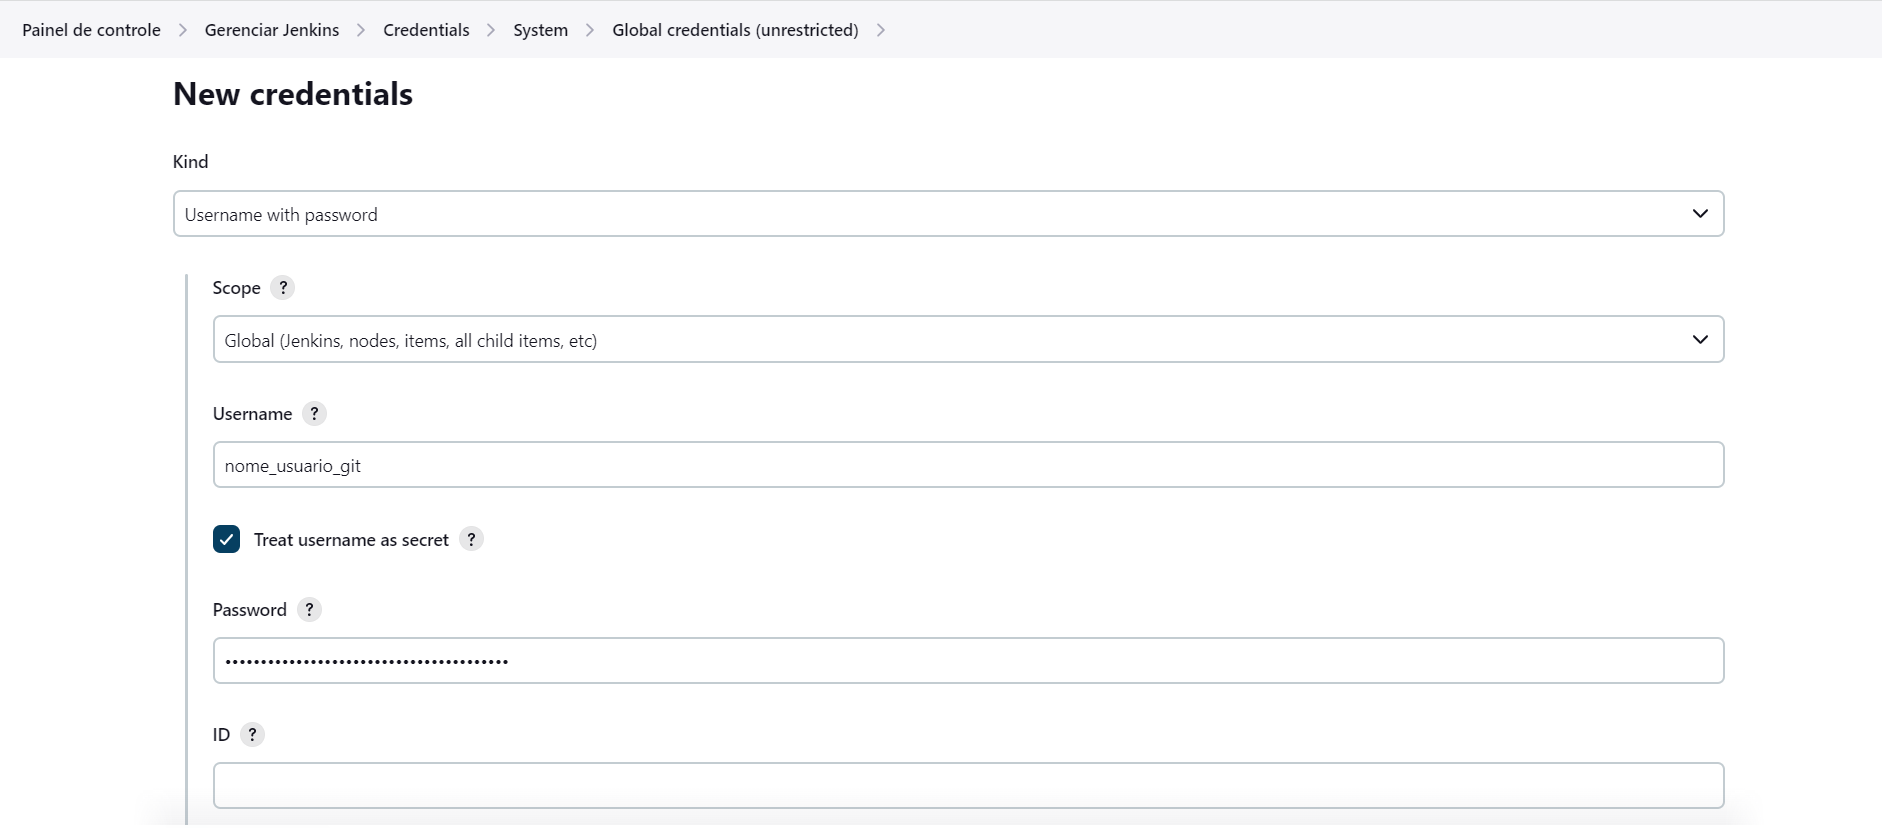 Painel de controle > Gerenciar Jenkins > Credentials > System > Global credentials (unrestricted) >
New credentials
Kind
Username with password
Scope ?
Global (Jenkins, nodes, items, all child items, etc)
Username ?
nome_usuario_git
Treat username as secret ?
Password ?
••••••••••••••••••••••••••••••••••••••••
ID ?